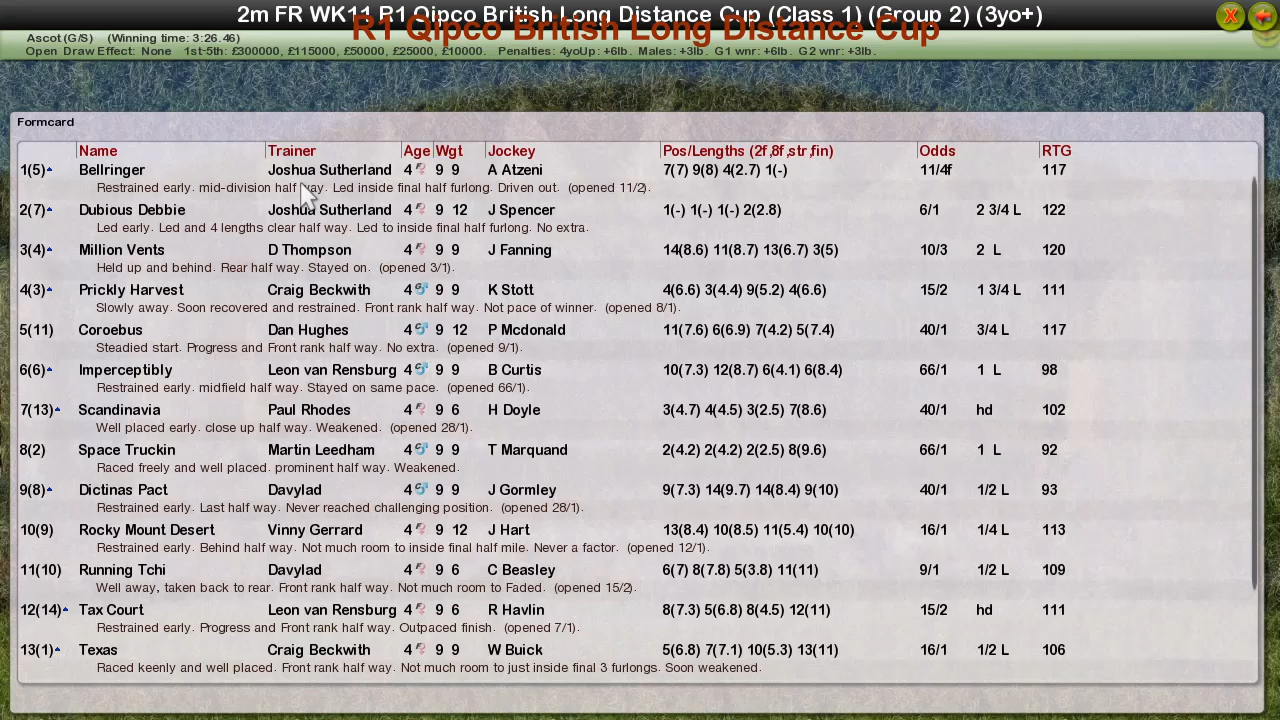 2m FR WK11 R1 Qipco British Long Distance Cup (Class 1) (Group 2) (3yo+)
R1 Qipco British Long Distance Cup
Ascot(G/S) (Winning time: 3:26.46)
Open Draw Effect: None 1st-5th: £300000, £115000, £50000, £25000, £10000. Penalties: 4yoUp: +6lb. Males: +3lb. G1 wnr: +6lb. G2 wnr: +3lb.
Formcard
Name Trainer Age Wgt Jockey Pos/Lengths (2f,8f,str,fin) Odds RTG
1(5) Bellringer Joshua Sutherland 4 9 9 A Atzeni 7(7) 9(8) 4(2.7) 1(-) 11/4f 117
Restrained early. mid-division half way. Led inside final half furlong. Driven out. (opened 11/2).
2(7) Dubious Debbie Joshua Sutherland 4 9 12 J Spencer 1(-) 1(-) 1(-) 2(2.8) 6/1 2 3/4 L 122
Led early. Led and 4 lengths clear half way. Led to inside final half furlong. No extra.
3(4) Million Vents D Thompson 4 9 9 J Fanning 14(8.6) 11(8.7) 13(6.7) 3(5) 10/3 2 L 120
Held up and behind. Rear half way. Stayed on. (opened 3/1).
4(3) Prickly Harvest Craig Beckwith 4 9 9 K Stott 4(6.6) 3(4.4) 9(5.2) 4(6.6) 15/2 1 3/4 L 111
Slowly away. Soon recovered and restrained. Front rank half way. Not pace of winner. (opened 8/1).
5(11) Coroebus Dan Hughes 4 9 12 P Mcdonald 11(7.6) 6(6.9) 7(4.2) 5(7.4) 40/1 3/4 L 117
Steadied start. Progress and Front rank half way. No extra. (opened 9/1).
6(6) Imperceptibly Leon van Rensburg 4 9 9 B Curtis 10(7.3) 12(8.7) 6(4.1) 6(8.4) 66/1 1 L 98
Restrained early. midfield half way. Stayed on same pace. (opened 66/1).
7(13) Scandinavia Paul Rhodes 4 9 6 H Doyle 3(4.7) 4(4.5) 3(2.5) 7(8.6) 40/1 hd 102
Well placed early. close up half way. Weakened. (opened 28/1).
8(2) Space Truckin Martin Leedham 4 9 9 T Marquand 2(4.2) 2(4.2) 2(2.5) 8(9.6) 66/1 1 L 92
Raced freely and well placed. prominent half way. Weakened.
9(8) Dictinas Pact Davylad 4 9 9 J Gormley 9(7.3) 14(9.7) 14(8.4) 9(10) 40/1 1/2 L 93
Restrained early. Last half way. Never reached challenging position. (opened 28/1).
10(9) Rocky Mount Desert Vinny Gerrard 4 9 12 J Hart 13(8.4) 10(8.5) 11(5.4) 10(10) 16/1 1/4 L 113
Restrained early. Behind half way. Not much room to inside final half mile. Never a factor. (opened 12/1).
11(10) Running Tchi Davylad 4 9 6 C Beasley 6(7) 8(7.8) 5(3.8) 11(11) 9/1 1/2 L 109
Well away, taken back to rear. Front rank half way. Not much room to Faded. (opened 15/2).
12(14) Tax Court Leon van Rensburg 4 9 6 R Havlin 8(7.3) 5(6.8) 8(4.5) 12(11) 15/2 hd 111
Restrained early. Progress and Front rank half way. Outpaced finish. (opened 7/1).
13(1) Texas Craig Beckwith 4 9 9 W Buick 5(6.8) 7(7.1) 10(5.3) 13(11) 16/1 1/2 L 106
Raced keenly and well placed. Front rank half way. Not much room to just inside final 3 furlongs. Soon weakened.